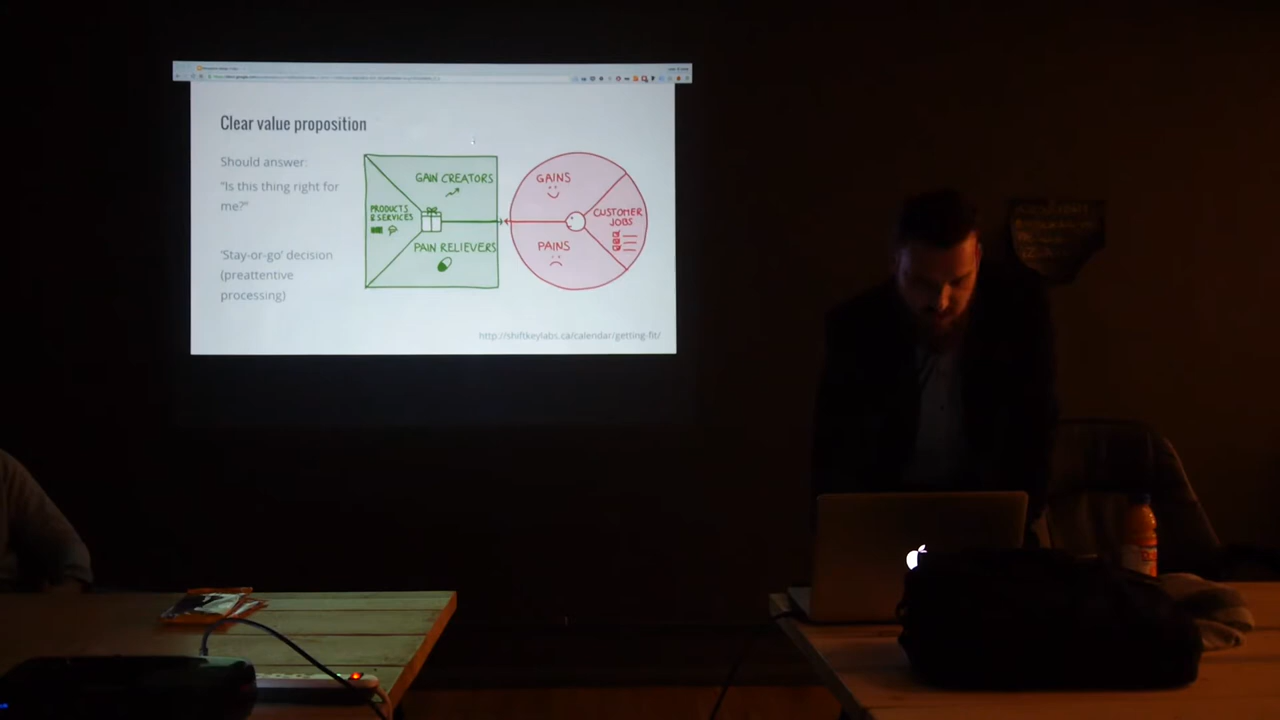 Clear value proposition
Should answer:
"Is this thing right for
me?"
'Stay-or-go' decision
(preattentive
processing)
GAIN CREATORS
PRODUCTS
& SERVICES
PAIN RELIEVERS
GAINS
CUSTOMER
JOBS
PAINS
http://shiftkeylabs.ca/calendar/getting-fit/